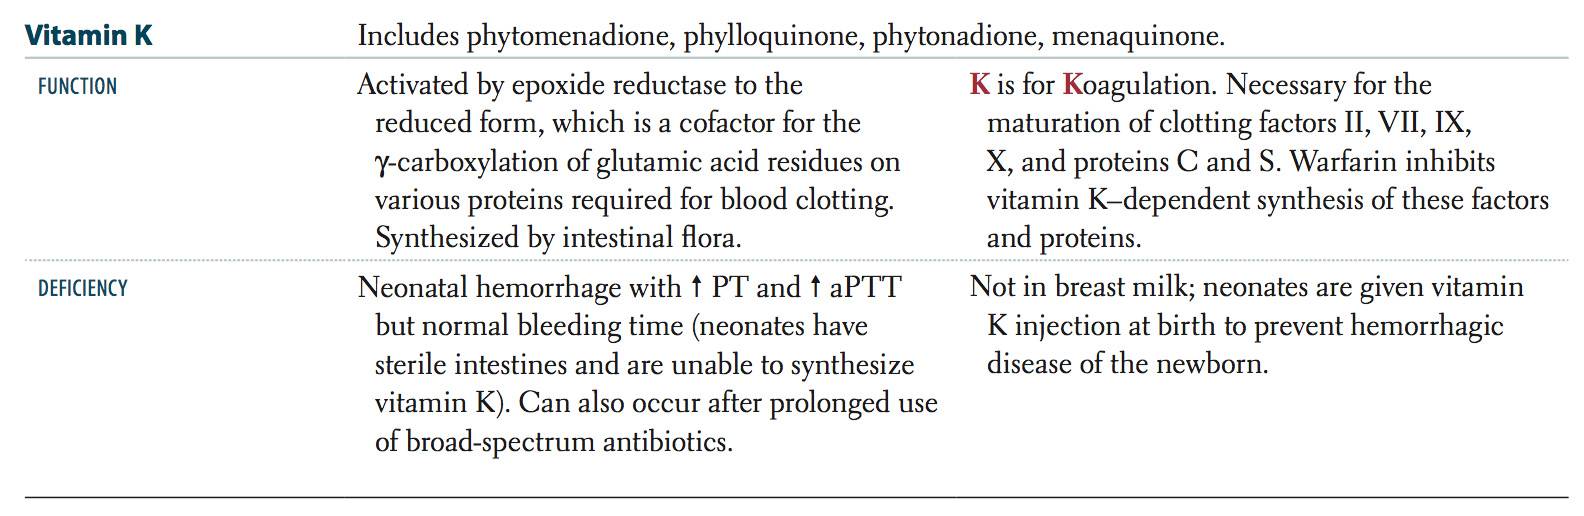 Vitamin K
Includes phytomenadione, phylloquinone, phytonadione, menaquinone.
FUNCTION
Activated by epoxide reductase to the
reduced form, which is a cofactor for the
γ-carboxylation of glutamic acid residues on
various proteins required for blood clotting.
Synthesized by intestinal flora.
K is for Koagulation. Necessary for the
maturation of clotting factors II, VII, IX,
X, and proteins C and S. Warfarin inhibits
vitamin K–dependent synthesis of these factors
and proteins.
DEFICIENCY
Neonatal hemorrhage with ↑ PT and ↑ aPTT
but normal bleeding time (neonates have
sterile intestines and are unable to synthesize
vitamin K). Can also occur after prolonged use
of broad-spectrum antibiotics.
Not in breast milk; neonates are given vitamin
K injection at birth to prevent hemorrhagic
disease of the newborn.